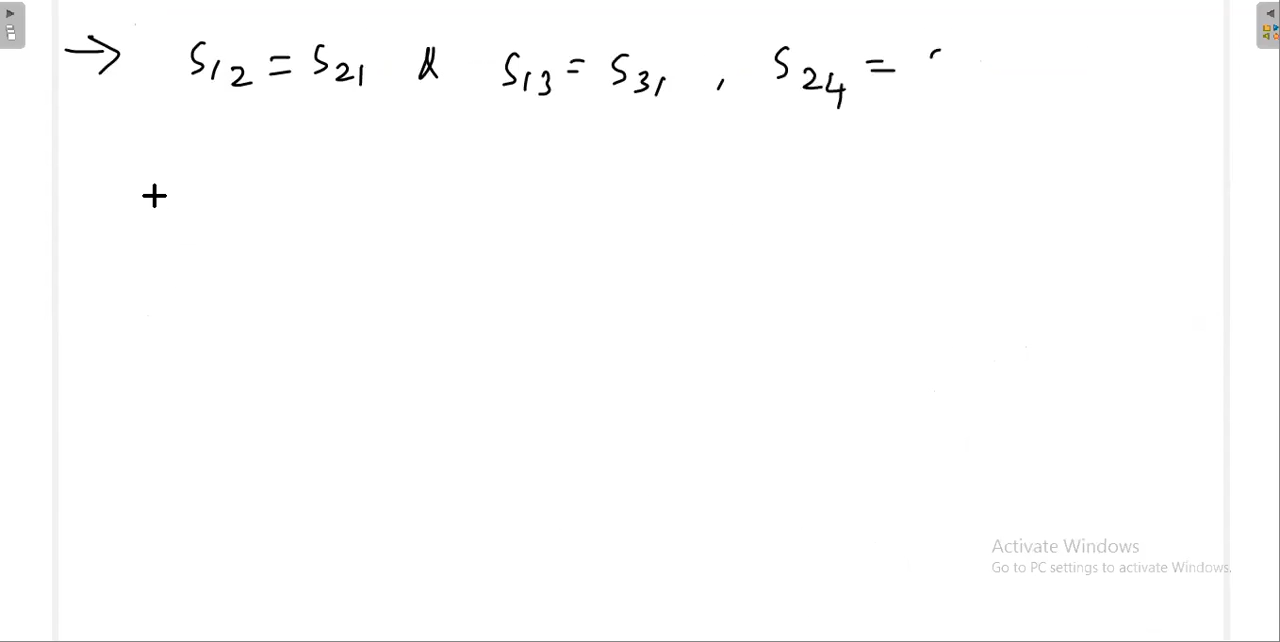 → S₁₂ = S₂₁ & S₁₃ = S₃₁ , S₂₄ =
Activate Windows
Go to PC settings to activate Windows.